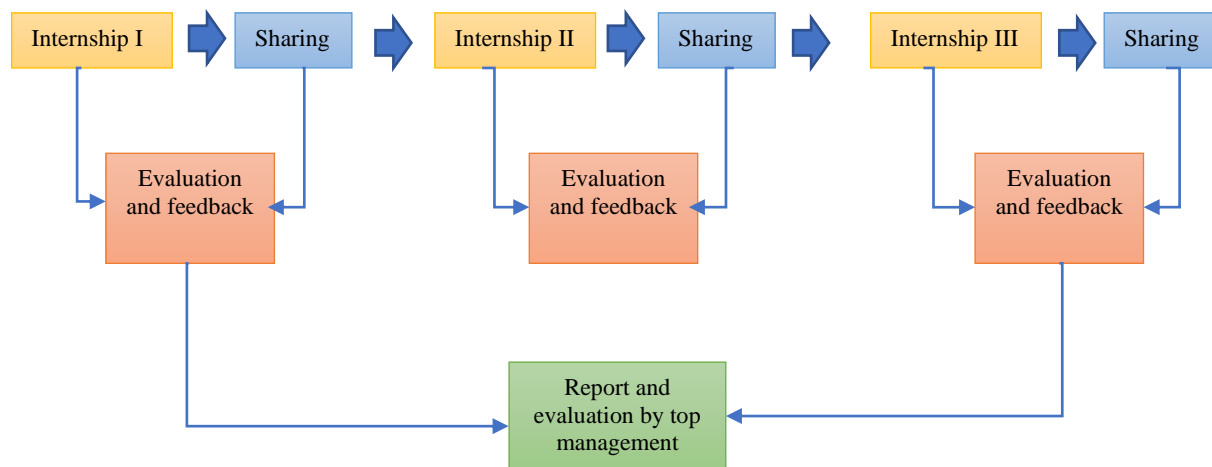 Internship I
Sharing
Internship II
Sharing
Internship III
Sharing
Evaluation
and feedback
Evaluation
and feedback
Evaluation
and feedback
Report and
evaluation by top
management